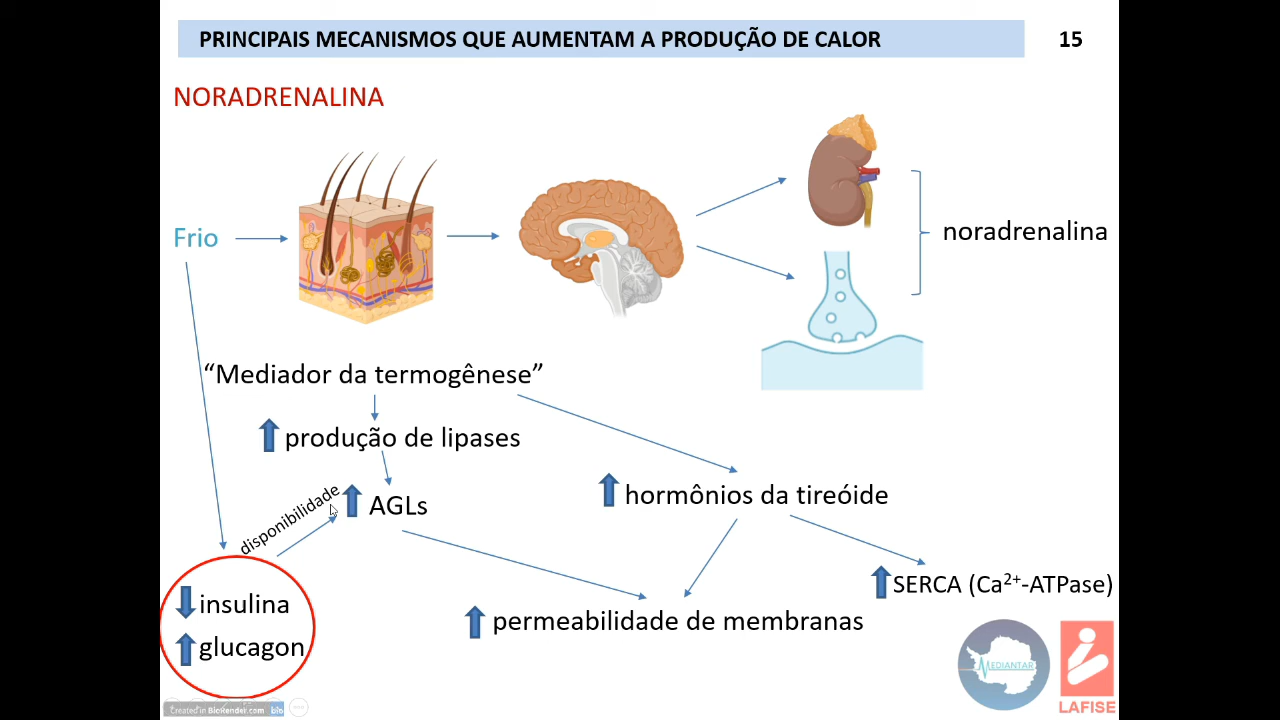 PRINCIPAIS MECANISMOS QUE AUMENTAM A PRODUÇÃO DE CALOR
15
NORADRENALINA
Frio
noradrenalina
“Mediador da termogênese”
produção de lipases
disponibilidade
AGLs
hormônios da tireóide
SERCA (Ca²⁺-ATPase)
insulina
glucagon
permeabilidade de membranas
MEDIANTAR
LAFISE
Created in BioRender.com bio